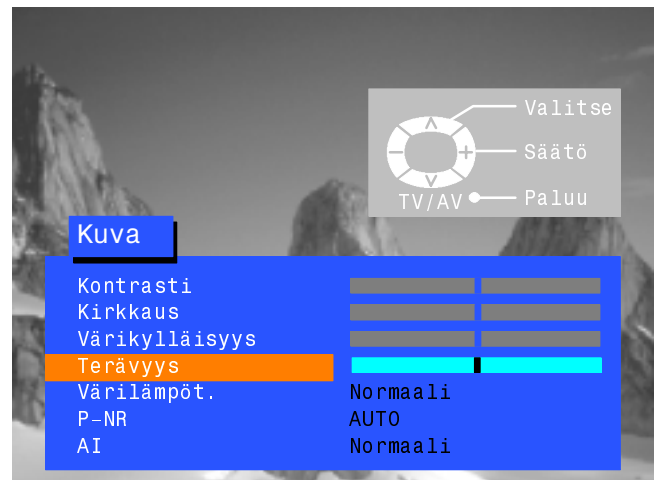 Valitse
Säätö
TV/AV Paluu
Kuva
Kontrasti
Kirkkaus
Värikylläisyys
Terävyys
Värilämpöt. Normaali
P-NR AUTO
AI Normaali